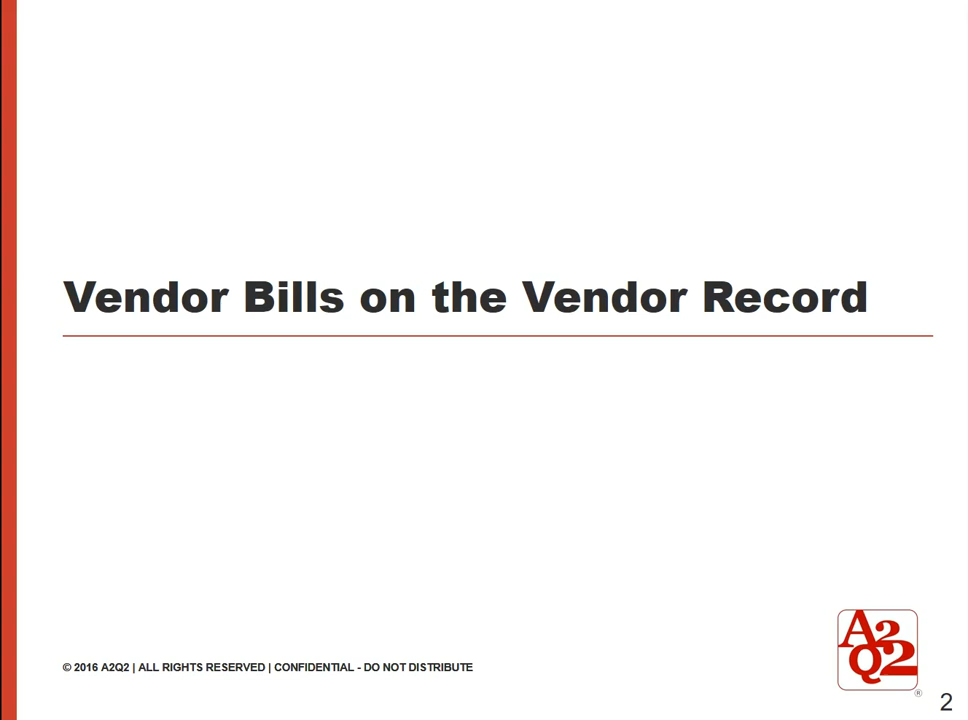 Vendor Bills on the Vendor Record
© 2016 A2Q2 | ALL RIGHTS RESERVED | CONFIDENTIAL - DO NOT DISTRIBUTE
A2
Q2
®
2